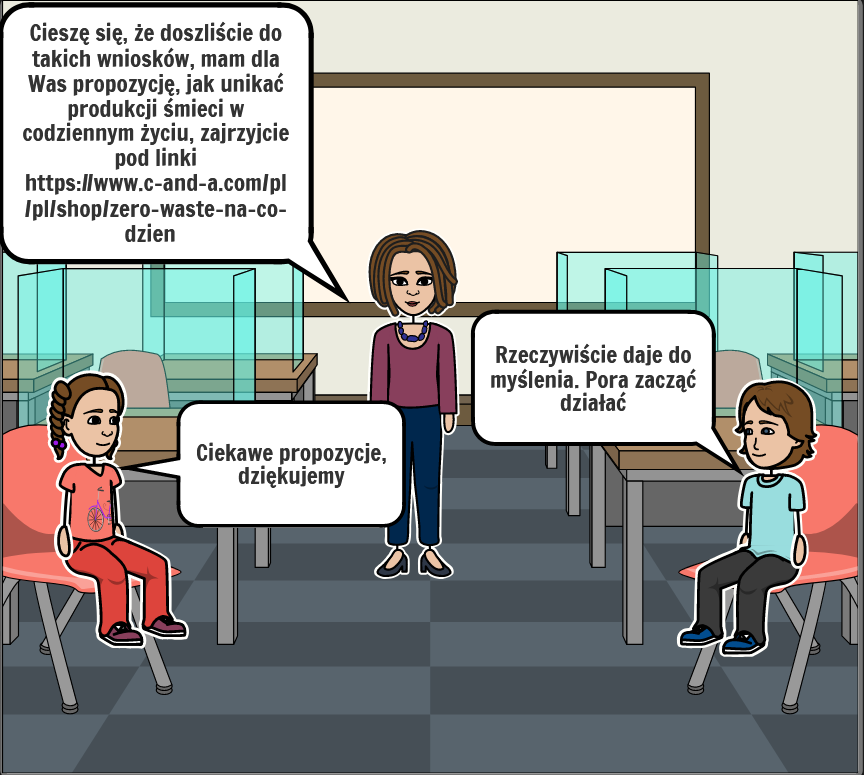 Cieszę się, że doszliście do
takich wniosków, mam dla
Was propozycję, jak unikać
produkcji śmieci w
codziennym życiu, zajrzyjcie
pod linki
https://www.c-and-a.com/pl
/pl/shop/zero-waste-na-co-
dzien
Rzeczywiście daje do
myślenia. Pora zacząć
działać
Ciekawe propozycje,
dziękujemy